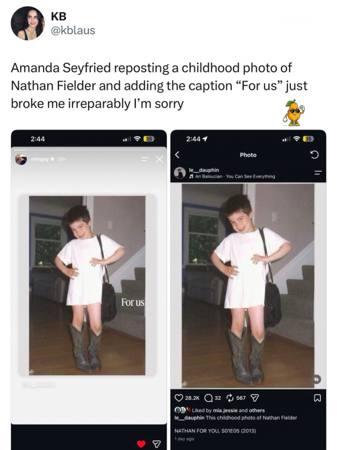 KB
@kblaus
Amanda Seyfried reposting a childhood photo of
Nathan Fielder and adding the caption “For us” just
broke me irreparably I’m sorry
2:44
2:44
Photo
le__dauphin
Ari Balouzian · You Can See Everything
For us
28.2K 32 567
Liked by mia.jessie and others
le__dauphin This childhood photo of Nathan Fielder
NATHAN FOR YOU, S01E05 (2013)
1 day ago